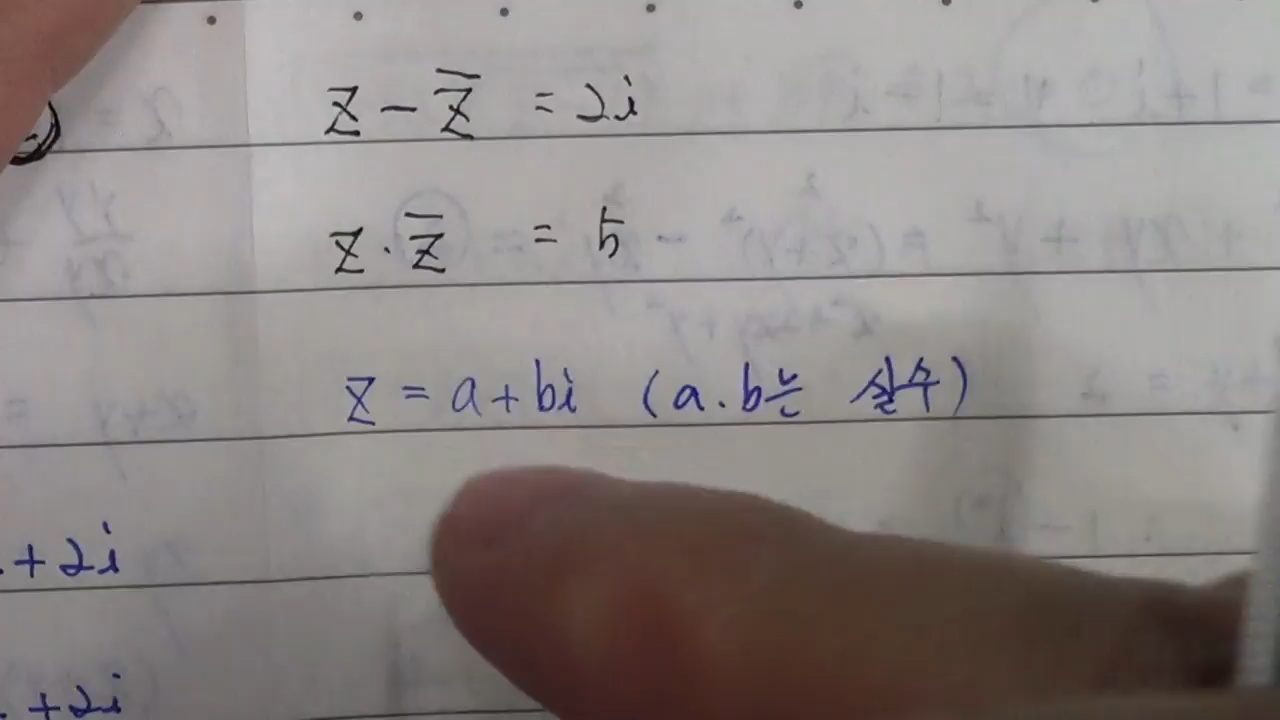 z - z̅ = 2i
z · z̅ = 5
z = a + bi (a.b는 실수)
+2i
+2i